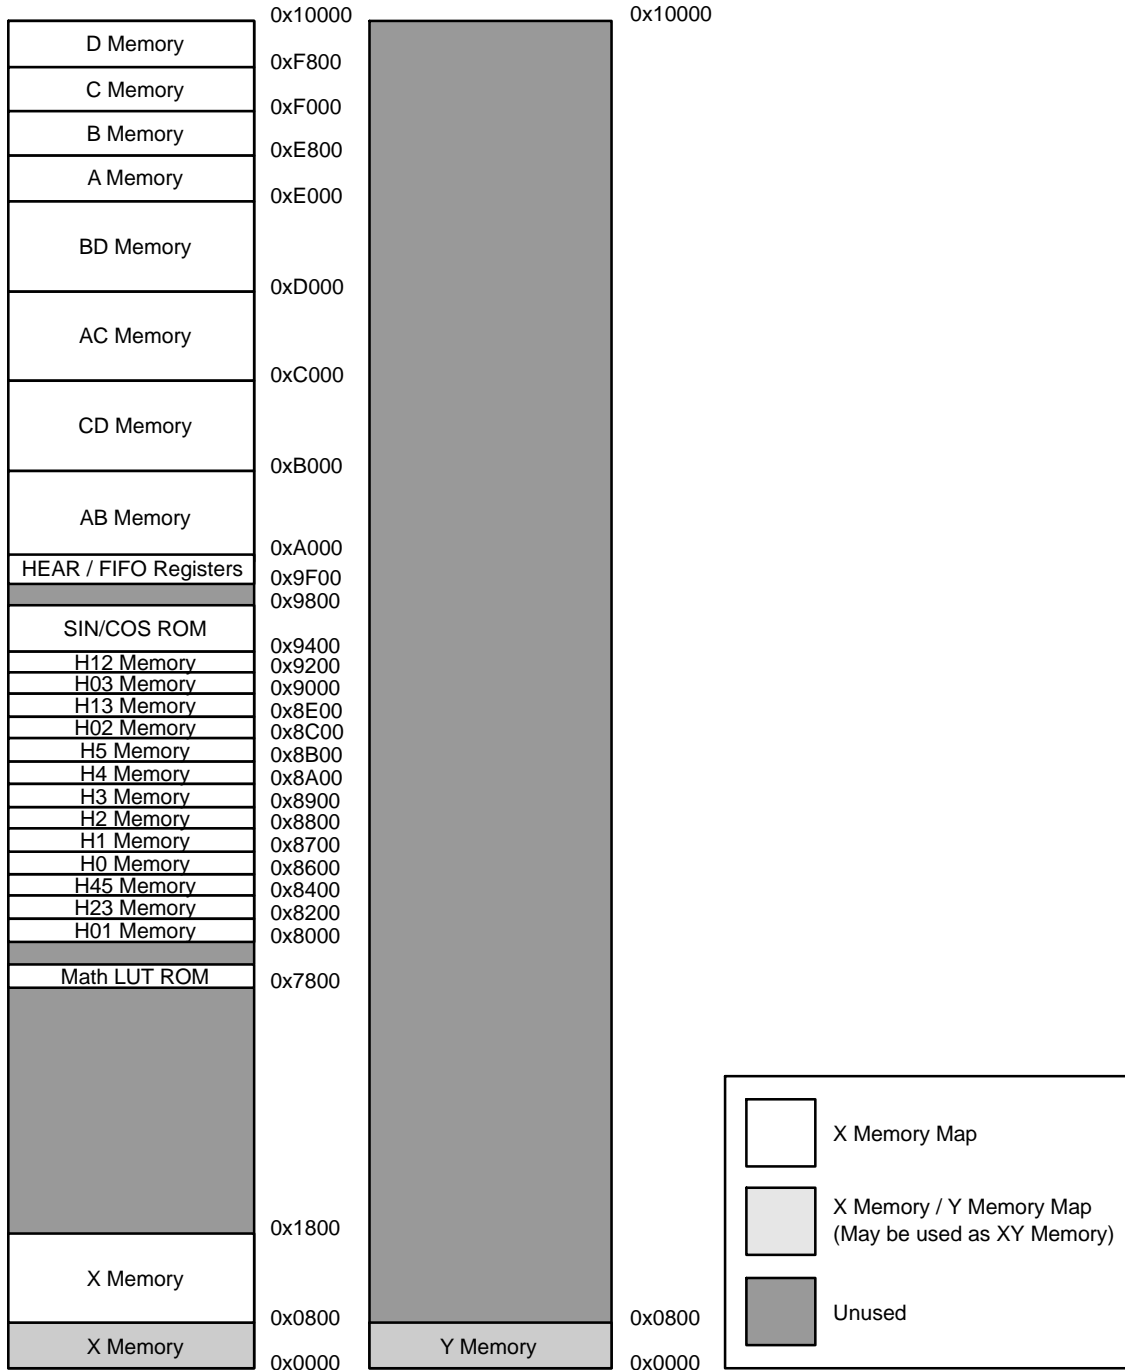 0x10000
D Memory
0xF800
C Memory
0xF000
B Memory
0xE800
A Memory
0xE000
BD Memory
0xD000
AC Memory
0xC000
CD Memory
0xB000
AB Memory
0xA000
HEAR / FIFO Registers
0x9F00
0x9800
SIN/COS ROM
0x9400
H12 Memory
0x9200
H03 Memory
0x9000
H13 Memory
0x8E00
H02 Memory
0x8C00
H5 Memory
0x8B00
H4 Memory
0x8A00
H3 Memory
0x8900
H2 Memory
0x8800
H1 Memory
0x8700
H0 Memory
0x8600
H45 Memory
0x8400
H23 Memory
0x8200
H01 Memory
0x8000
Math LUT ROM
0x7800
0x1800
X Memory
0x0800
X Memory
0x0000
0x10000
0x0800
Y Memory
0x0000
X Memory Map
X Memory / Y Memory Map
(May be used as XY Memory)
Unused